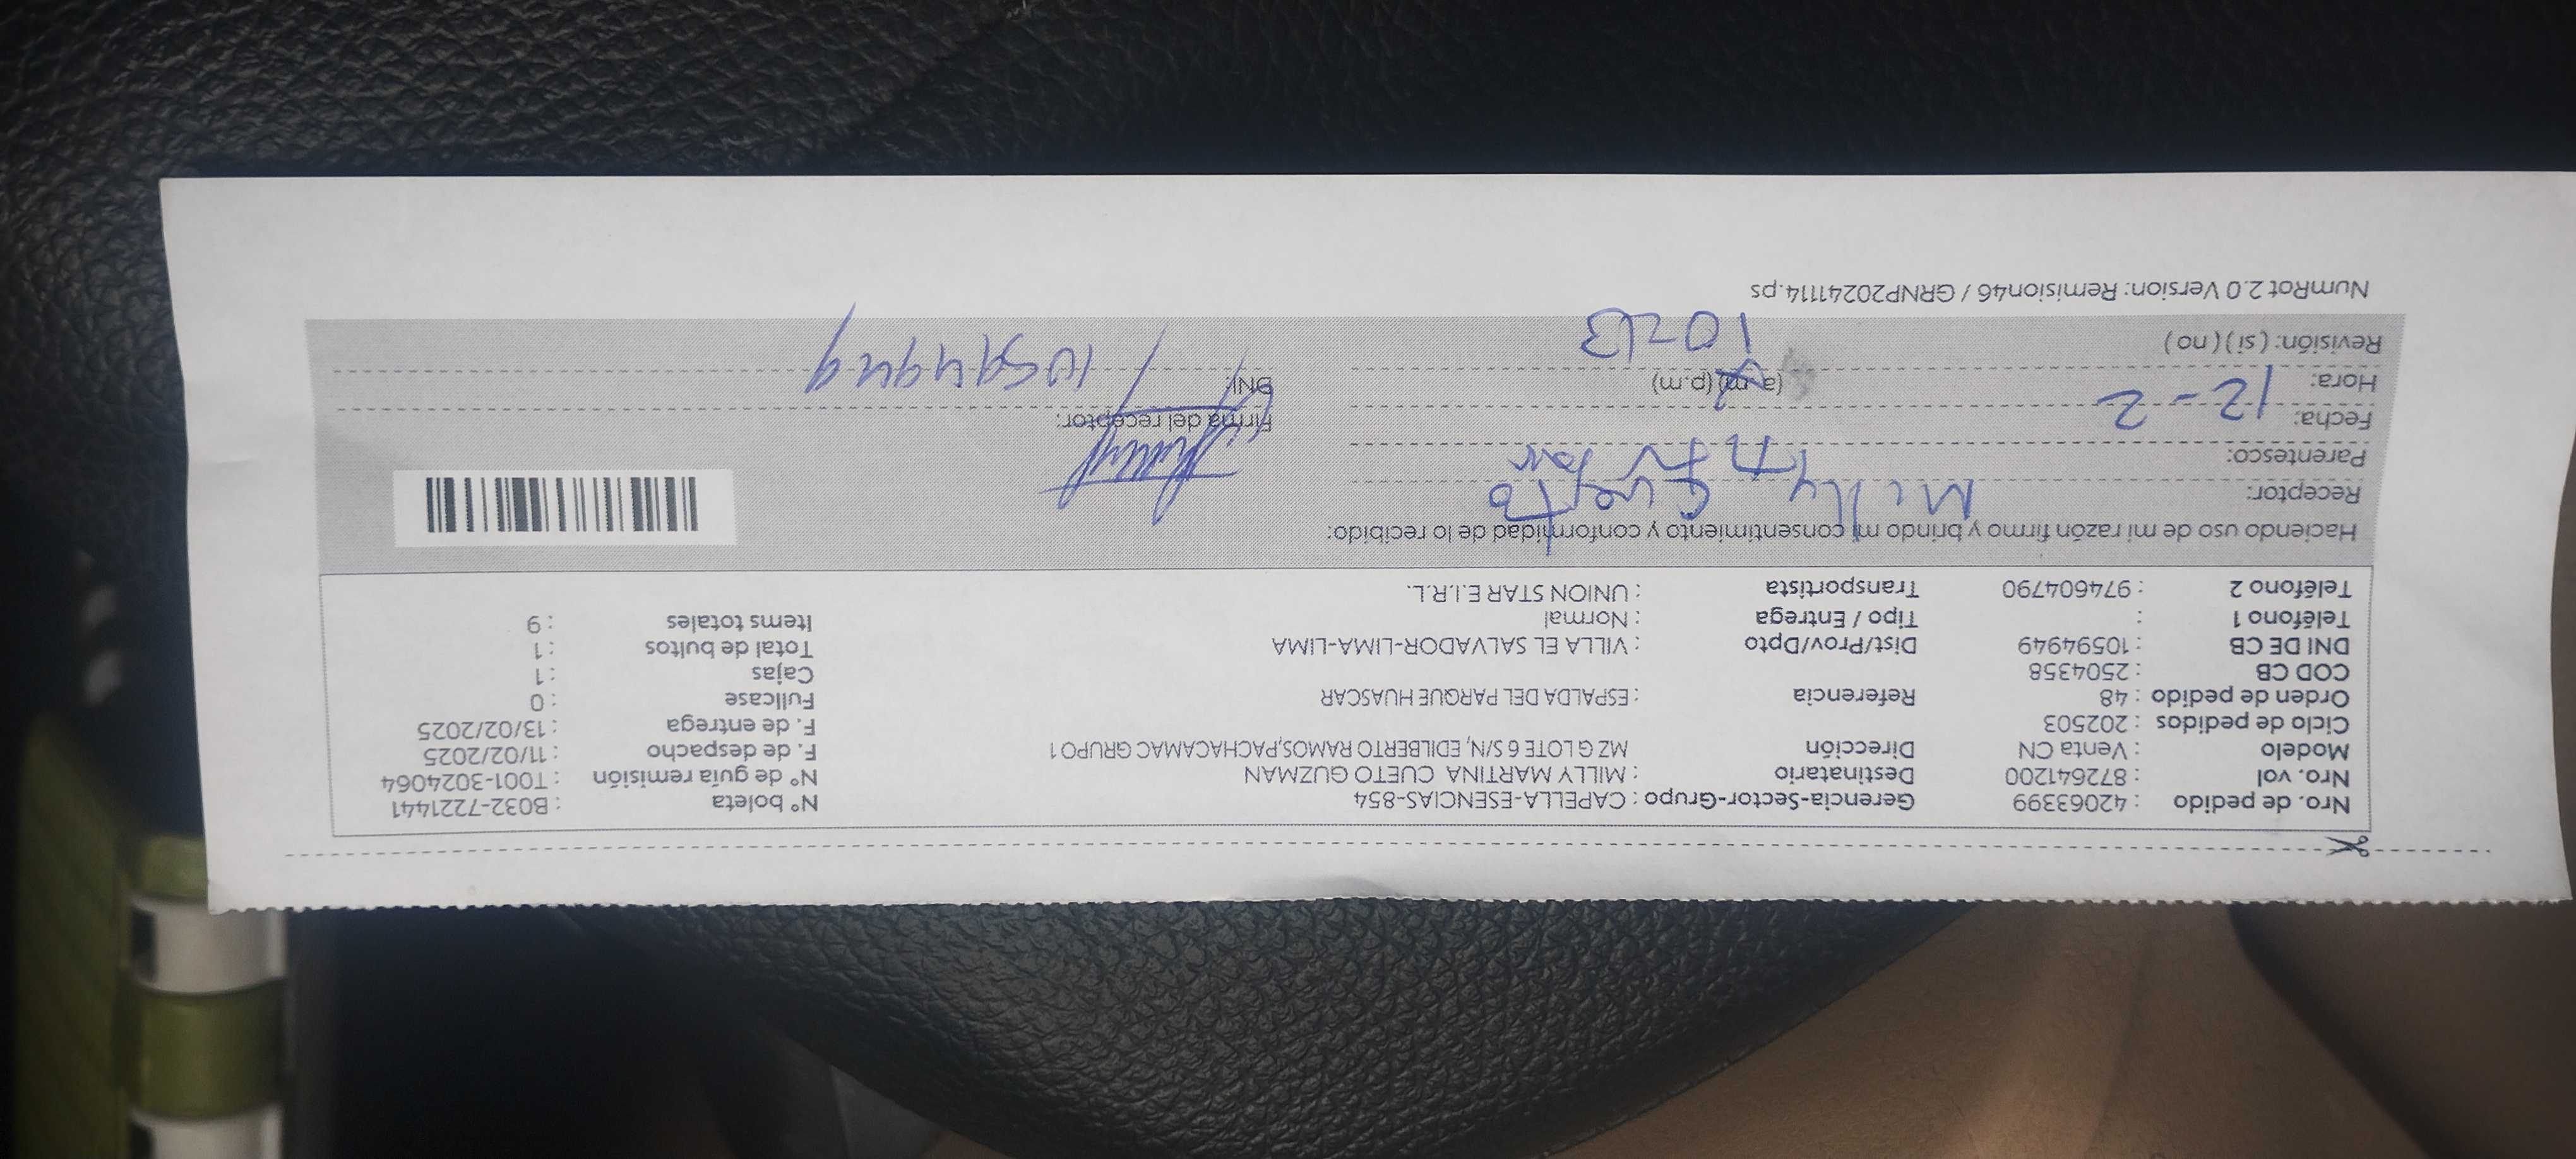 Nro. de pedido : 42063399 Gerencia-Sector-Grupo : CAPELLA-ESENCIAS-854 N° boleta : B032-7221441
Nro. vol : 872641200 Destinatario : MILLY MARTINA CUETO GUZMAN N° de guía remisión : T001-3024064
Modelo : Venta CN Dirección MZ G LOTE 6 S/N, EDILBERTO RAMOS,PACHACAMAC GRUPO1 F. de despacho : 11/02/2025
Ciclo de pedidos : 202503 F. de entrega : 13/02/2025
Orden de pedido : 48 Referencia : ESPALDA DEL PARQUE HUASCAR Fullcase : 0
COD CB : 2504358 Cajas : 1
DNI DE CB : 10594949 Dist/Prov/Dpto : VILLA EL SALVADOR-LIMA-LIMA Total de bultos : 1
Teléfono 1 : Tipo / Entrega : Normal Items totales : 9
Teléfono 2 : 974604790 Transportista : UNION STAR E.I.R.L.
Haciendo uso de mi razón firmo y brindo mi consentimiento y conformidad de lo recibido:
Receptor: Milly Cueto
Parentesco:
Fecha: 12-2 Firma del receptor:
Hora: (a.m) (p.m) DNI: 10594949
Revisión: ( si ) ( no )
NumRot 2.0 Version: Remision46 / GRNP20241114.ps